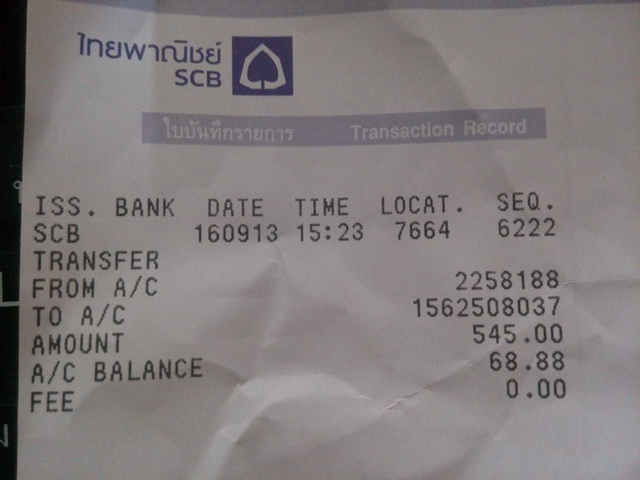 ไทยพาณิชย์
SCB
ใบบันทึกรายการ Transaction Record
ISS. BANK DATE TIME LOCAT. SEQ.
SCB 160913 15:23 7664 6222
TRANSFER
FROM A/C 2258188
TO A/C 1562508037
AMOUNT 545.00
A/C BALANCE 68.88
FEE 0.00